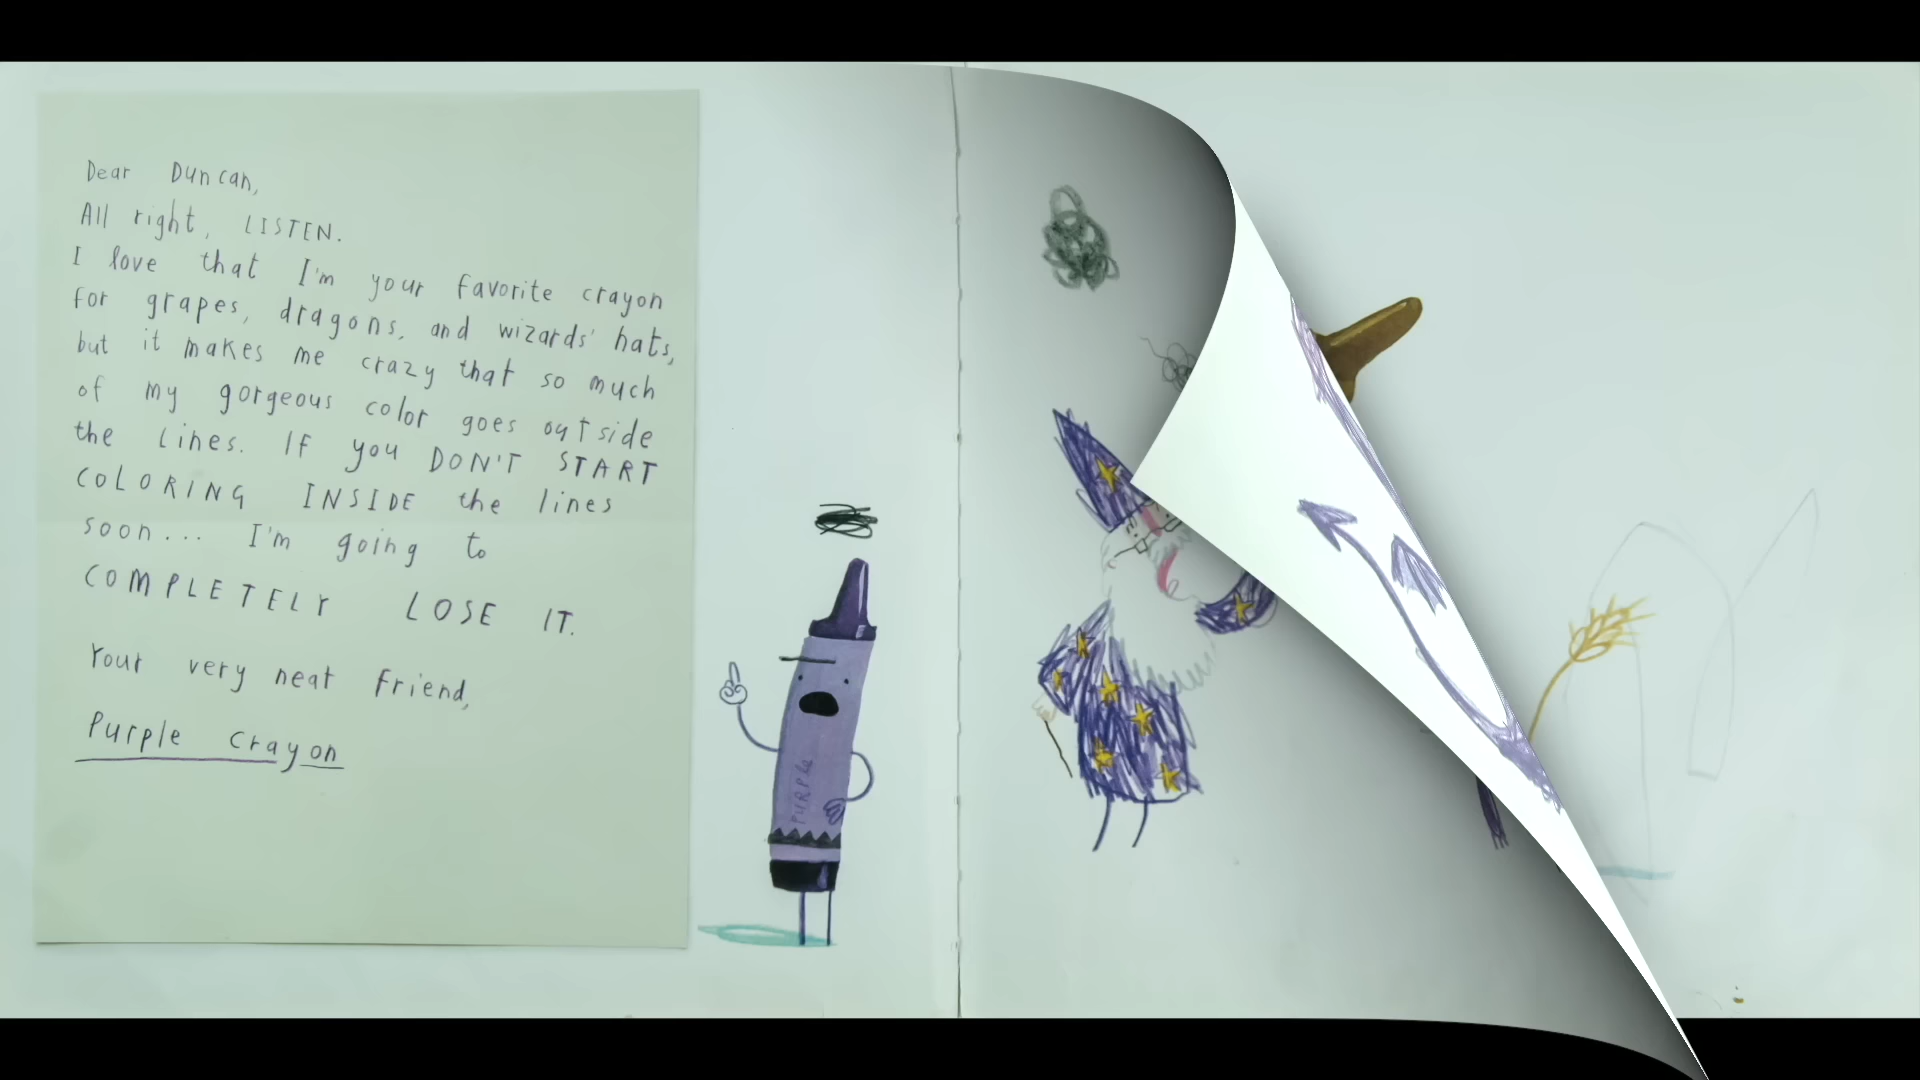 Dear Duncan,
All right, LISTEN.
I love that I'm your favorite crayon
for grapes, dragons, and wizards' hats,
but it makes me crazy that so much
of my gorgeous color goes outside
the lines. If you DON'T START
COLORING INSIDE the lines
soon... I'm going to
COMPLETELY LOSE IT.
Your very neat friend,
Purple Crayon
PURPLE